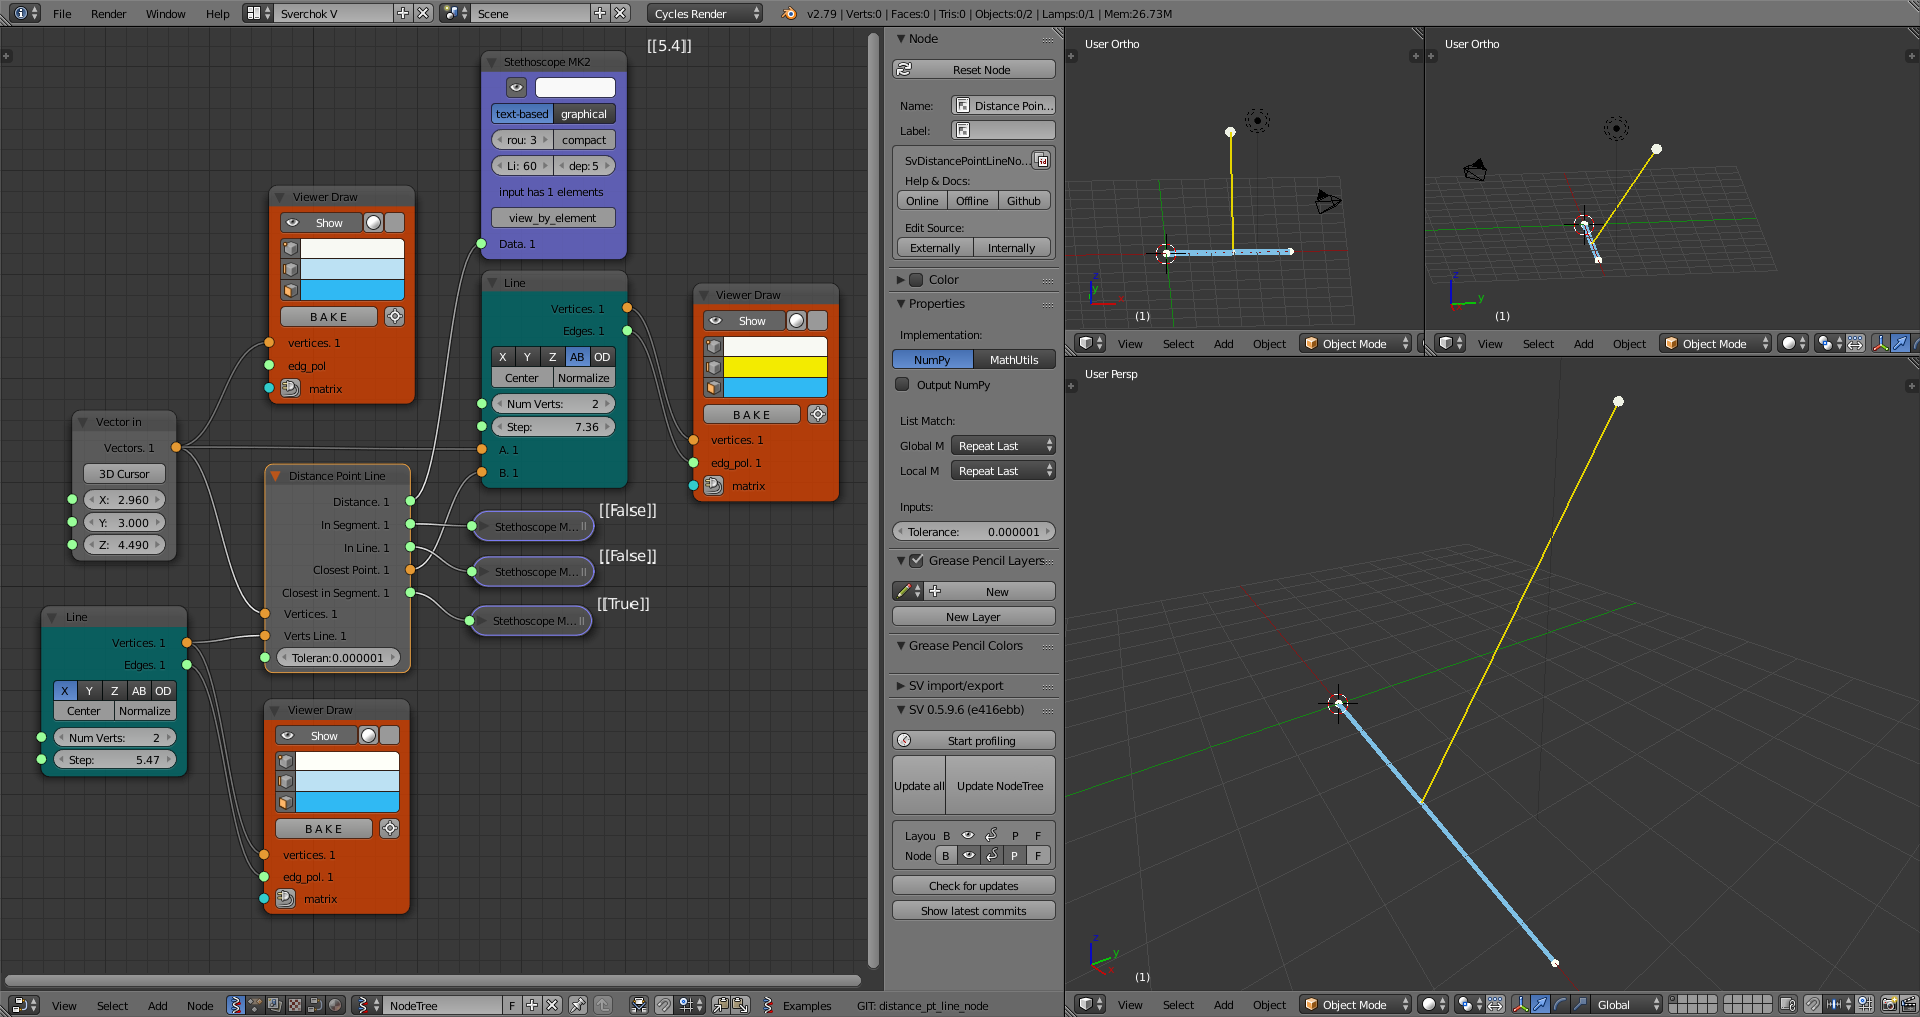 File Render Window Help Sverchok V Scene Cycles Render v2.79 | Verts:0 | Faces:0 | Tris:0 | Objects:0/2 | Lamps:0/1 | Mem:26.73M
[[5.4]]
Stethoscope MK2
text-based graphical
rou: 3 compact
Li: 60 dep: 5
input has 1 elements
view_by_element
Data. 1
Viewer Draw
Show
BAKE
vertices. 1
edg_pol
matrix
Line
Vertices. 1
Edges. 1
X Y Z AB OD
Center Normalize
Num Verts: 2
Step: 7.36
A. 1
B. 1
Viewer Draw
Show
BAKE
vertices. 1
edg_pol. 1
matrix
Vector in
Vectors. 1
3D Cursor
X: 2.960
Y: 3.000
Z: 4.490
Distance Point Line
Distance. 1
In Segment. 1
In Line. 1
Closest Point. 1
Closest in Segment. 1
Vertices. 1
Verts Line. 1
Toleran:0.000001
Stethoscope M...
[[False]]
Stethoscope M...
[[False]]
Stethoscope M...
[[True]]
Line
Vertices. 1
Edges. 1
X Y Z AB OD
Center Normalize
Num Verts: 2
Step: 5.47
Viewer Draw
Show
BAKE
vertices. 1
edg_pol. 1
matrix
View Select Add Node NodeTree F Examples GIT: distance_pt_line_node
Node
Reset Node
Name: Distance Poin...
Label:
SvDistancePointLineNo...
Help & Docs:
Online Offline Github
Edit Source:
Externally Internally
Color
Properties
Implementation:
NumPy MathUtils
Output NumPy
List Match:
Global M Repeat Last
Local M Repeat Last
Inputs:
Tolerance: 0.000001
Grease Pencil Layers
New
New Layer
Grease Pencil Colors
SV import/export
SV 0.5.9.6 (e416ebb)
Start profiling
Update all Update NodeTree
Layou B P F
Node B P F
Check for updates
Show latest commits
User Ortho
z
y
x
(1)
View Select Add Object Object Mode
User Ortho
z
y
(1)
View Select Add Object Object Mode
User Persp
z
y
x
(1)
View Select Add Object Object Mode Global